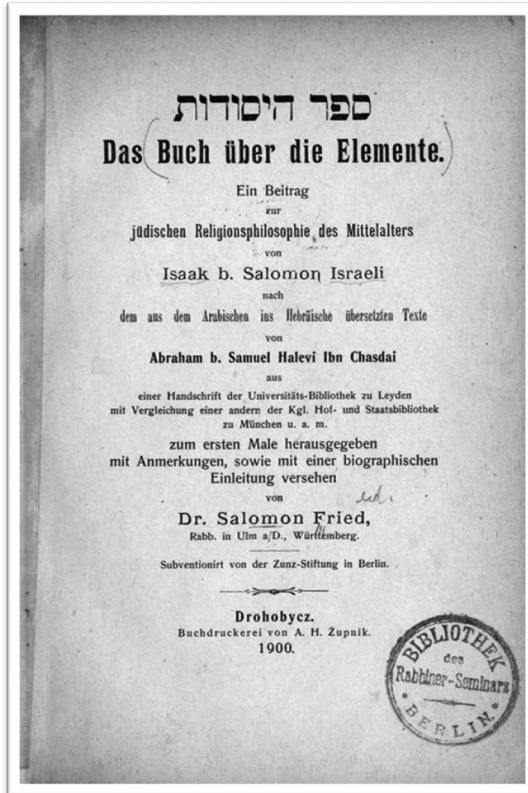 ספר היסודות
Das Buch über die Elemente.
Ein Beitrag
zur
jüdischen Religionsphilosophie des Mittelalters
von
Isaak b. Salomon Israeli
nach
dem aus dem Arabischen ins Hebräische übersetzten Texte
von
Abraham b. Samuel Halevi Ibn Chasdai
aus
einer Handschrift der Universitäts-Bibliothek zu Leyden
mit Vergleichung einer andern der Kgl. Hof- und Staatsbibliothek
zu München u. a. m.
zum ersten Male herausgegeben
mit Anmerkungen, sowie mit einer biographischen
Einleitung versehen
von
ed.
Dr. Salomon Fried,
Rabb. in Ulm a/D., Württemberg.
Subventionirt von der Zunz-Stiftung in Berlin.
Drohobycz.
Buchdruckerei von A. H. Żupnik.
1900.
BIBLIOTHEK
des
Rabbiner-Seminars
BERLIN.